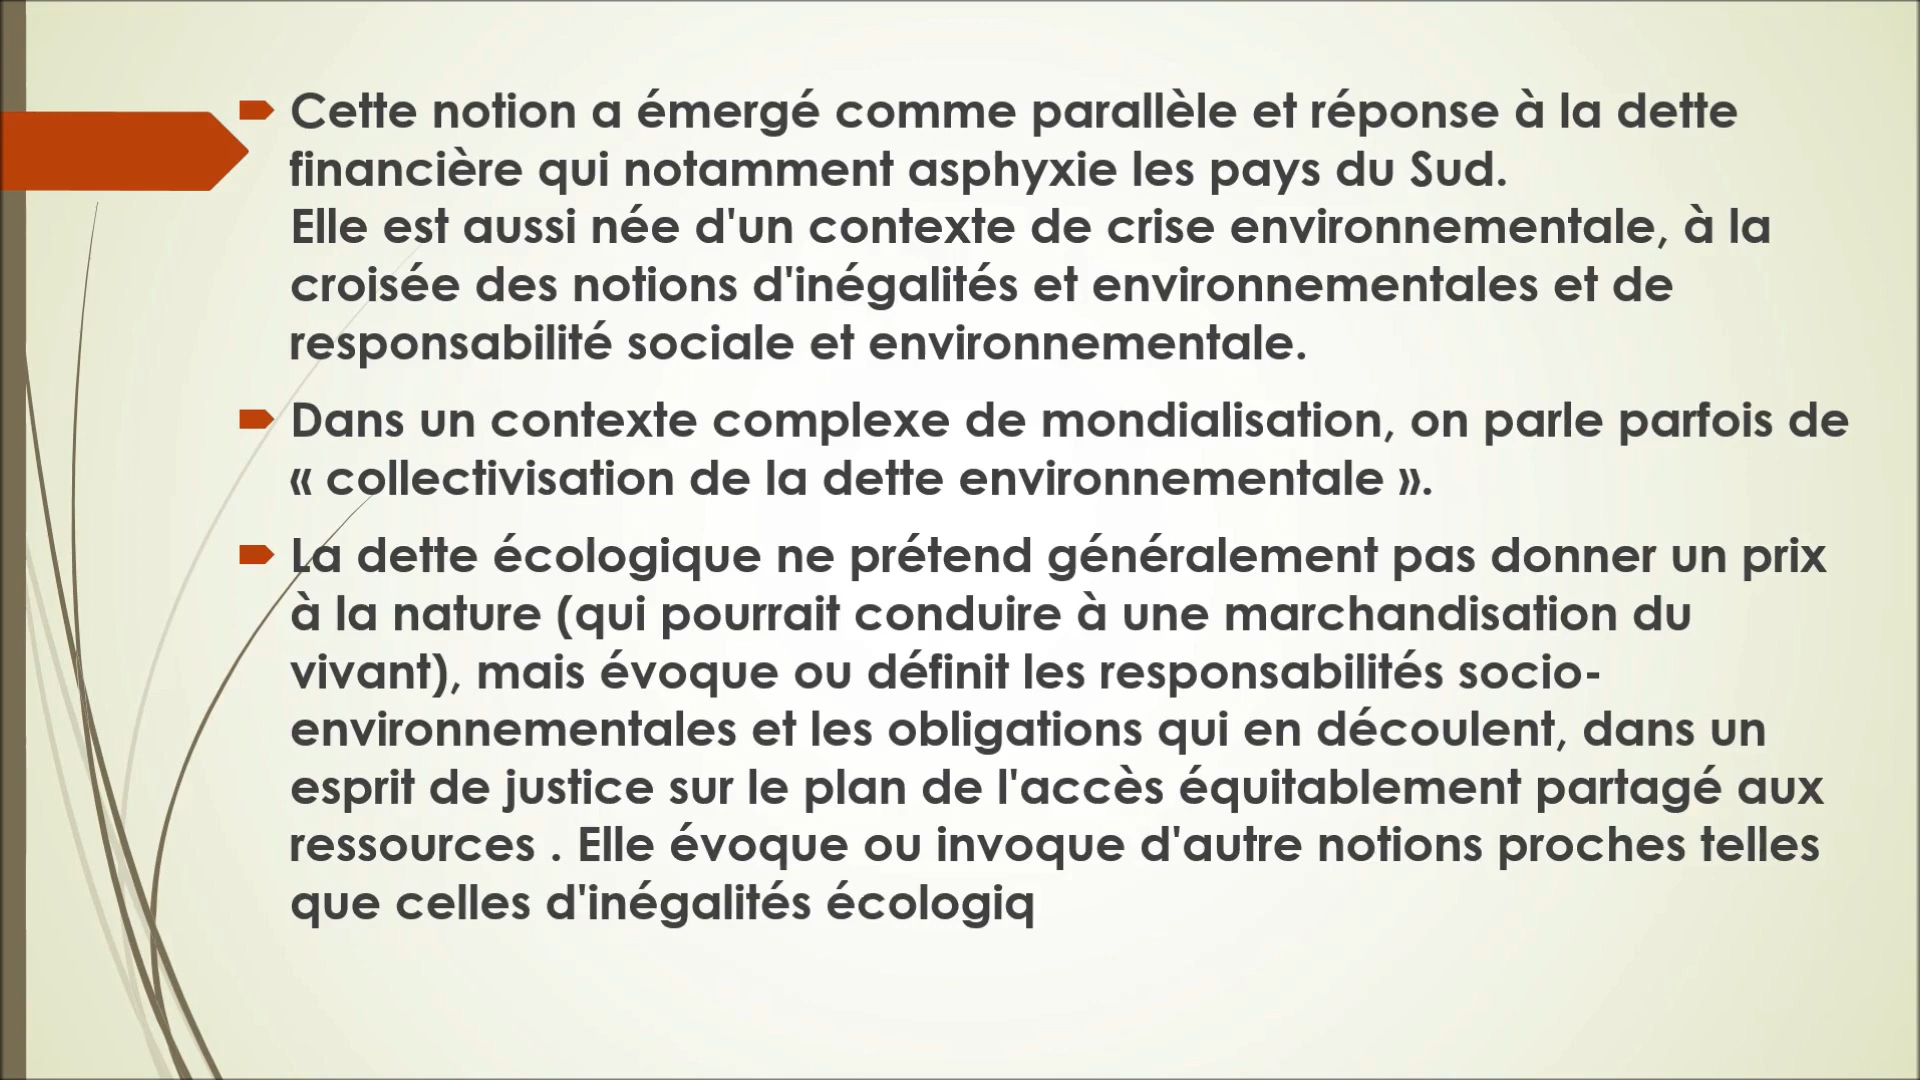 Cette notion a émergé comme parallèle et réponse à la dette
financière qui notamment asphyxie les pays du Sud.
Elle est aussi née d'un contexte de crise environnementale, à la
croisée des notions d'inégalités et environnementales et de
responsabilité sociale et environnementale.
Dans un contexte complexe de mondialisation, on parle parfois de
« collectivisation de la dette environnementale ».
La dette écologique ne prétend généralement pas donner un prix
à la nature (qui pourrait conduire à une marchandisation du
vivant), mais évoque ou définit les responsabilités socio-
environnementales et les obligations qui en découlent, dans un
esprit de justice sur le plan de l'accès équitablement partagé aux
ressources . Elle évoque ou invoque d'autre notions proches telles
que celles d'inégalités écologiq